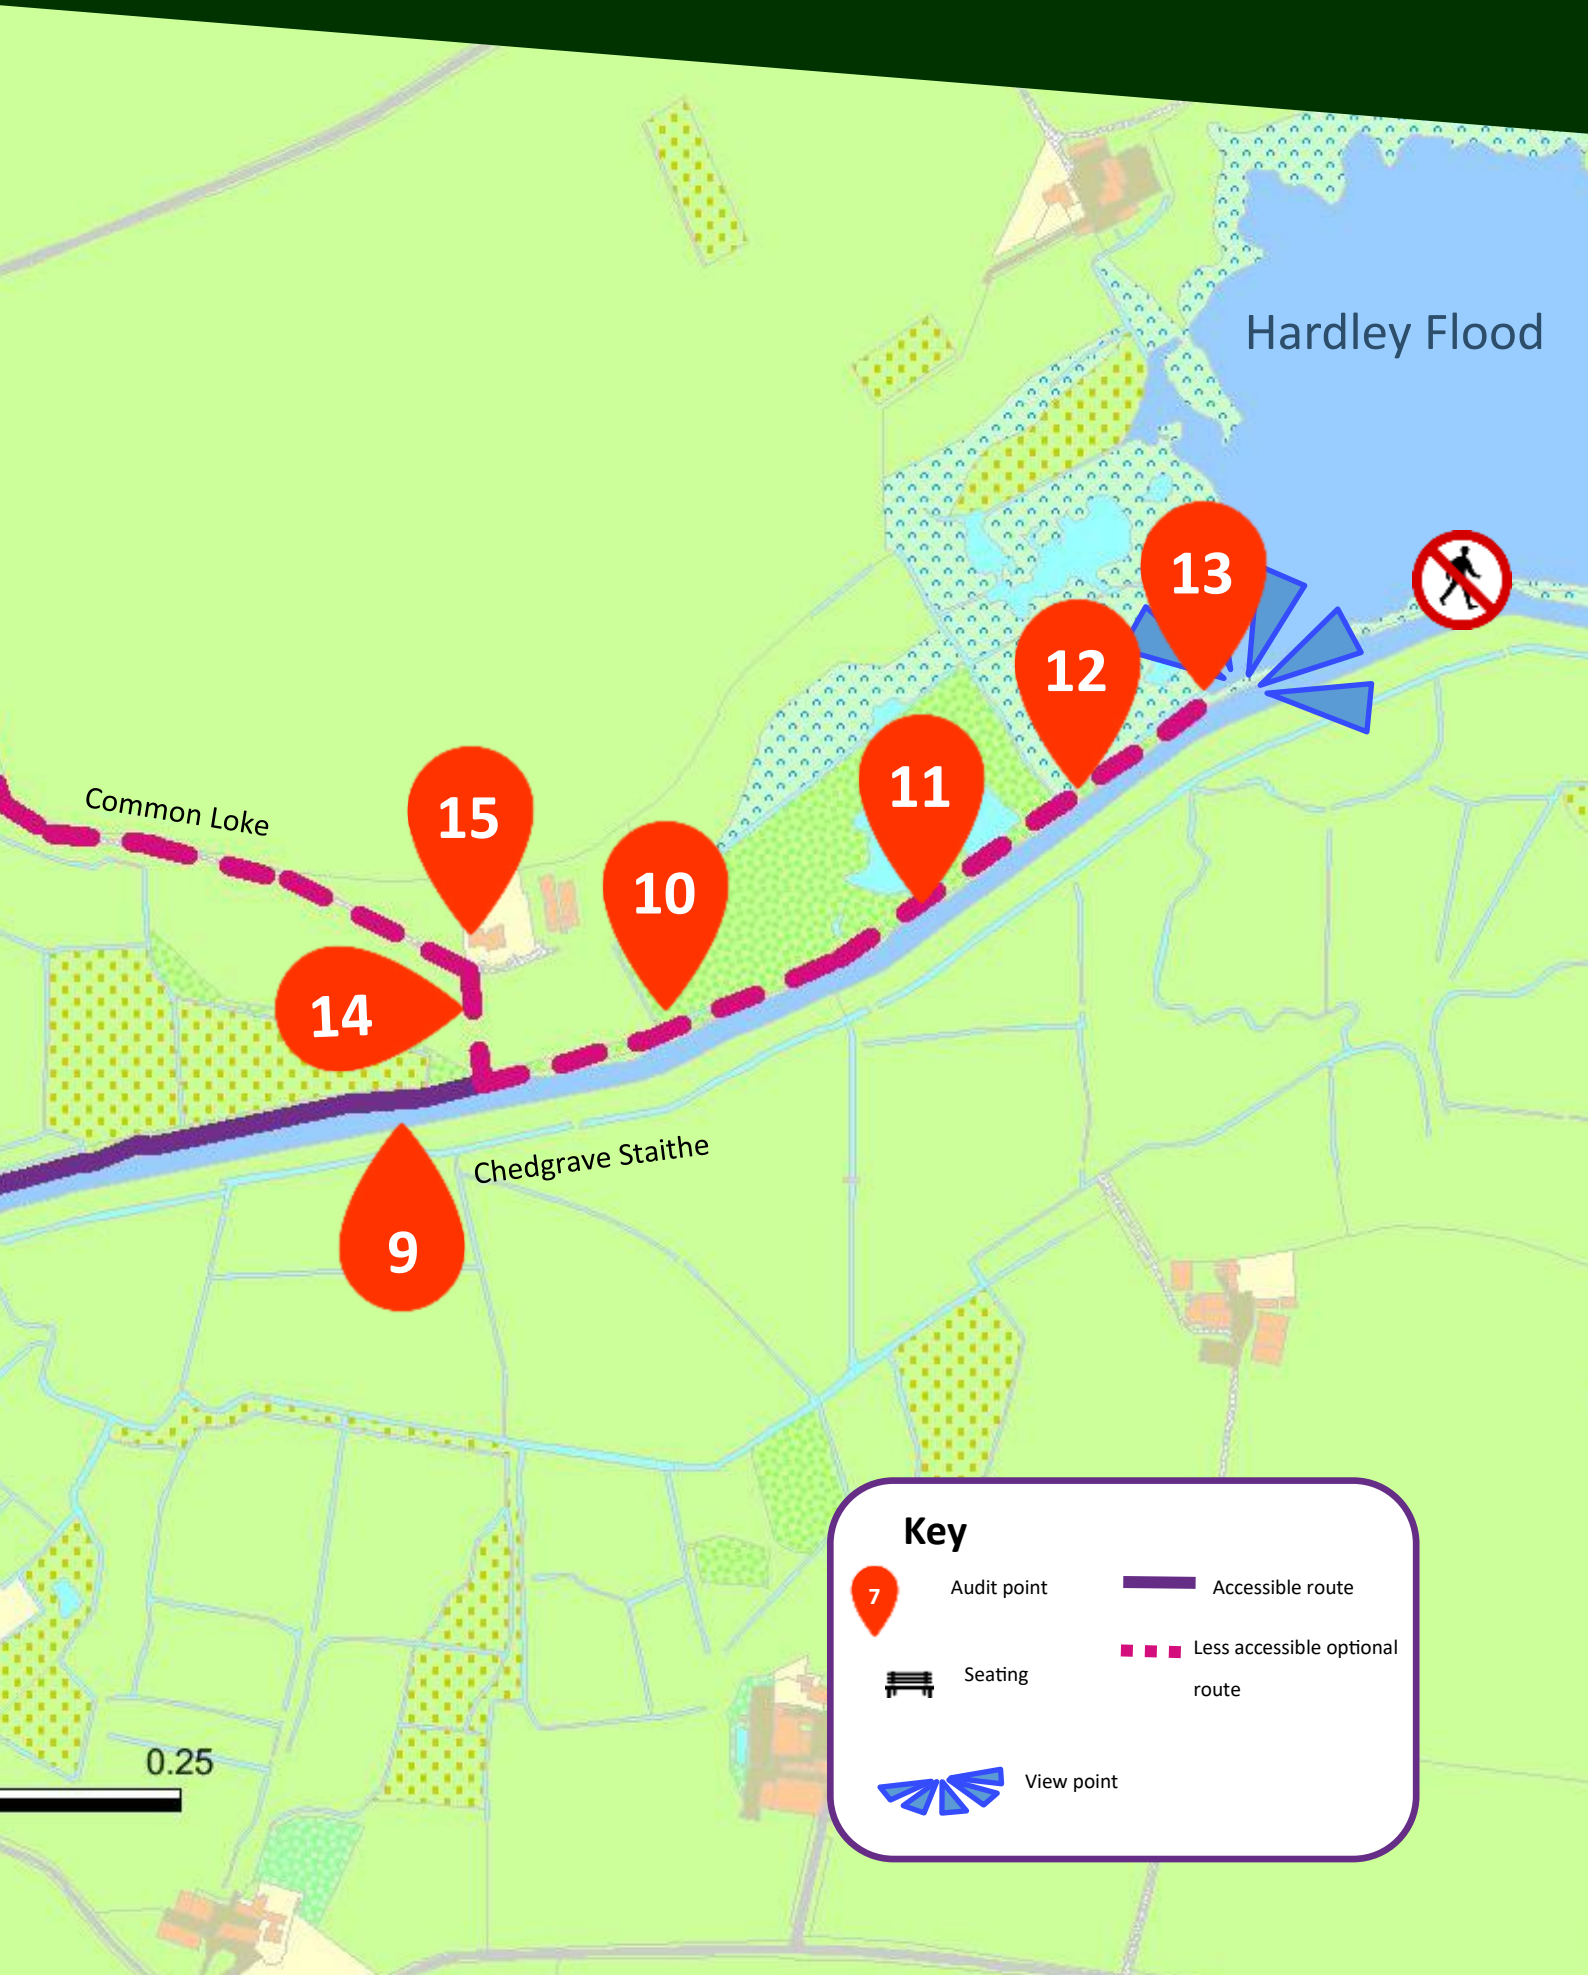 Hardley Flood
13
12
11
Common Loke
15
10
14
Chedgrave Staithe
9
Key
7
Audit point
Accessible route
Less accessible optional
route
Seating
View point
0.25